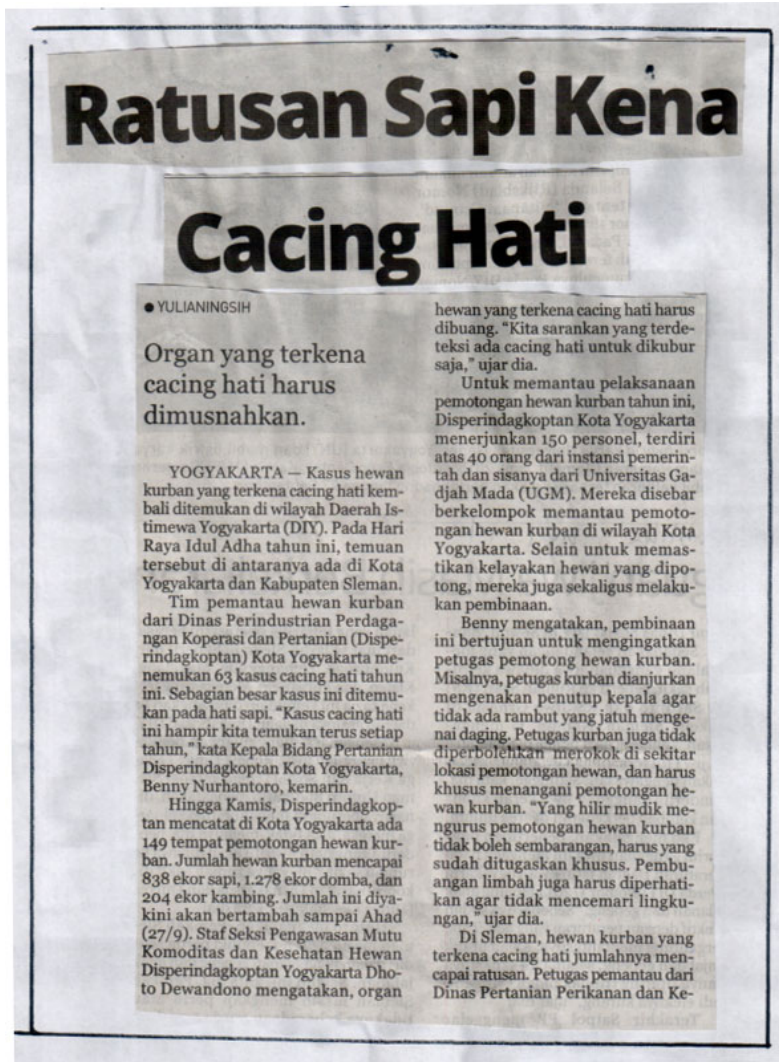 Ratusan Sapi Kena
Cacing Hati
● YULIANINGSIH
Organ yang terkena
cacing hati harus
dimusnahkan.
YOGYAKARTA — Kasus hewan
kurban yang terkena cacing hati kem-
bali ditemukan di wilayah Daerah Is-
timewa Yogyakarta (DIY). Pada Hari
Raya Idul Adha tahun ini, temuan
tersebut di antaranya ada di Kota
Yogyakarta dan Kabupaten Sleman.
Tim pemantau hewan kurban
dari Dinas Perindustrian Perdaga-
ngan Koperasi dan Pertanian (Dispe-
rindagkoptan) Kota Yogyakarta me-
nemukan 63 kasus cacing hati tahun
ini. Sebagian besar kasus ini ditemu-
kan pada hati sapi. “Kasus cacing hati
ini hampir kita temukan terus setiap
tahun,” kata Kepala Bidang Pertanian
Disperindagkoptan Kota Yogyakarta,
Benny Nurhantoro, kemarin.
Hingga Kamis, Disperindagkop-
tan mencatat di Kota Yogyakarta ada
149 tempat pemotongan hewan kur-
ban. Jumlah hewan kurban mencapai
838 ekor sapi, 1.278 ekor domba, dan
204 ekor kambing. Jumlah ini diya-
kini akan bertambah sampai Ahad
(27/9). Staf Seksi Pengawasan Mutu
Komoditas dan Kesehatan Hewan
Disperindagkoptan Yogyakarta Dho-
to Dewandono mengatakan, organ
hewan yang terkena cacing hati harus
dibuang. “Kita sarankan yang terde-
teksi ada cacing hati untuk dikubur
saja,” ujar dia.
Untuk memantau pelaksanaan
pemotongan hewan kurban tahun ini,
Disperindagkoptan Kota Yogyakarta
menerjunkan 150 personel, terdiri
atas 40 orang dari instansi pemerin-
tah dan sisanya dari Universitas Ga-
djah Mada (UGM). Mereka disebar
berkelompok memantau pemoto-
ngan hewan kurban di wilayah Kota
Yogyakarta. Selain untuk memas-
tikan kelayakan hewan yang dipo-
tong, mereka juga sekaligus melaku-
kan pembinaan.
Benny mengatakan, pembinaan
ini bertujuan untuk mengingatkan
petugas pemotong hewan kurban.
Misalnya, petugas kurban dianjurkan
mengenakan penutup kepala agar
tidak ada rambut yang jatuh menge-
nai daging. Petugas kurban juga tidak
diperbolehkan merokok di sekitar
lokasi pemotongan hewan, dan harus
khusus menangani pemotongan he-
wan kurban. “Yang hilir mudik me-
ngurus pemotongan hewan kurban
tidak boleh sembarangan, harus yang
sudah ditugaskan khusus. Pembu-
angan limbah juga harus diperhati-
kan agar tidak mencemari lingku-
ngan,” ujar dia.
Di Sleman, hewan kurban yang
terkena cacing hati jumlahnya men-
capai ratusan. Petugas pemantau dari
Dinas Pertanian Perikanan dan Ke-